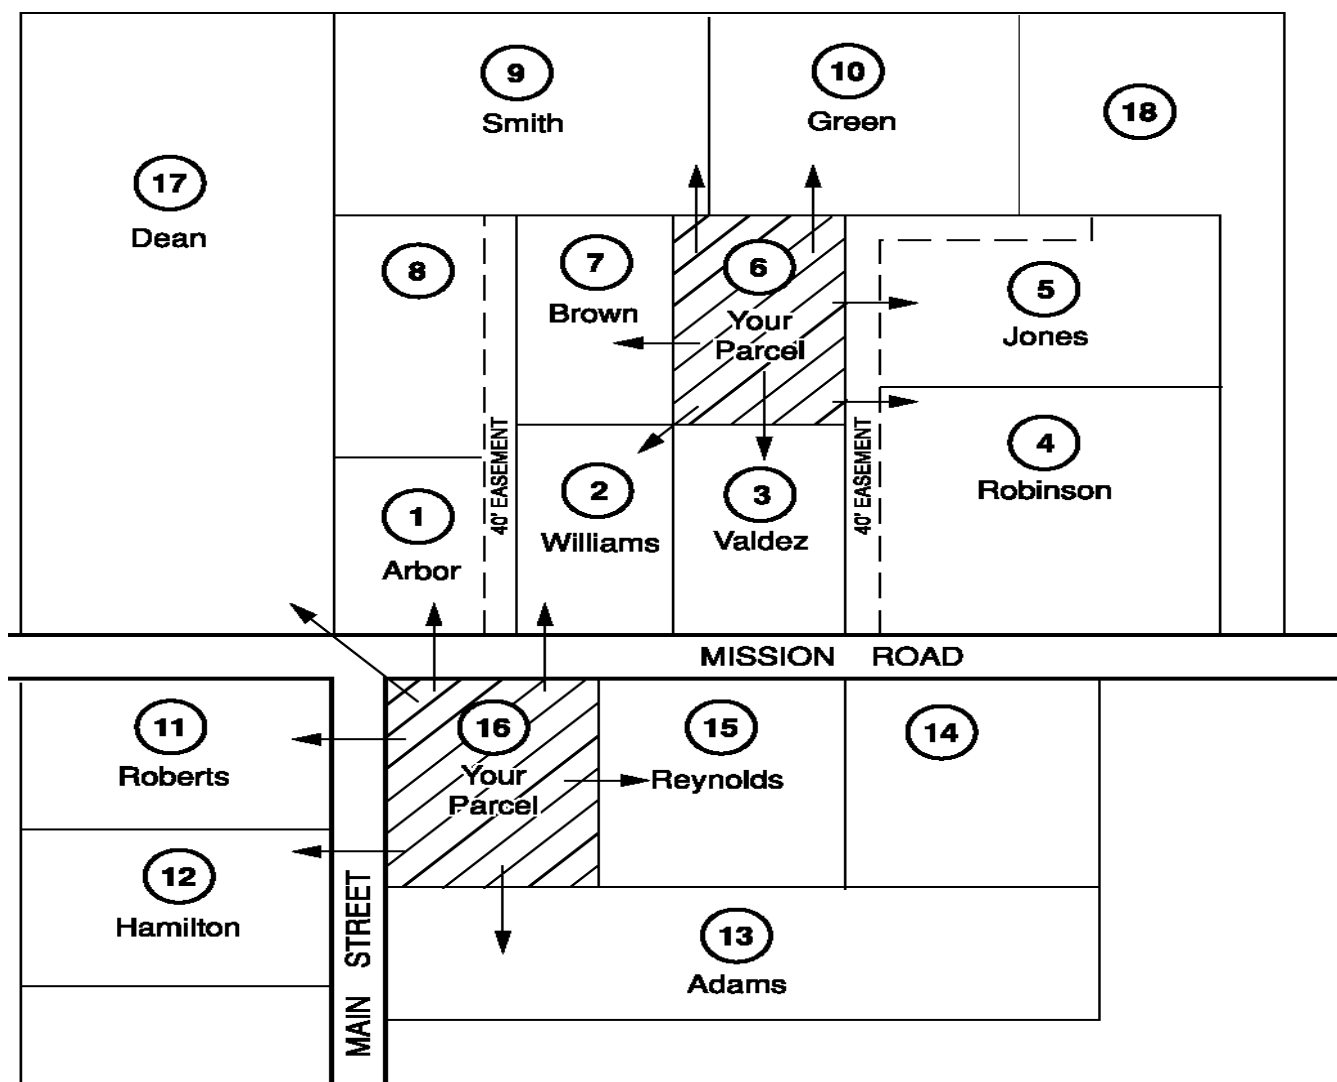 9
Smith
10
Green
18
17
Dean
8
7
Brown
6
Your
Parcel
5
Jones
40' EASEMENT
40' EASEMENT
4
Robinson
1
Arbor
2
Williams
3
Valdez
MISSION ROAD
11
Roberts
16
Your
Parcel
15
Reynolds
14
12
Hamilton
MAIN STREET
13
Adams